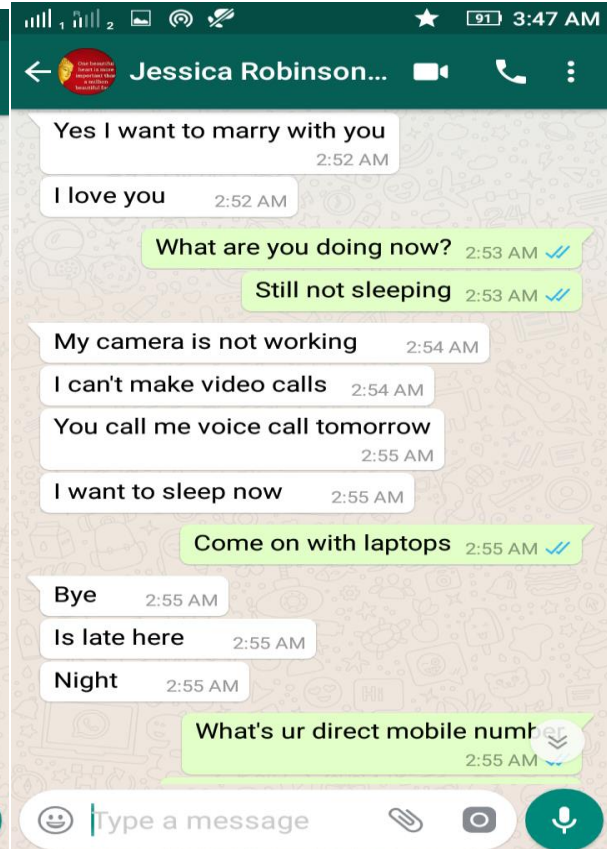 1 2 91 3:47 AM
Jessica Robinson...
Yes I want to marry with you
2:52 AM
I love you 2:52 AM
What are you doing now? 2:53 AM
Still not sleeping 2:53 AM
My camera is not working 2:54 AM
I can't make video calls 2:54 AM
You call me voice call tomorrow
2:55 AM
I want to sleep now 2:55 AM
Come on with laptops 2:55 AM
Bye 2:55 AM
Is late here 2:55 AM
Night 2:55 AM
What's ur direct mobile number
2:55 AM
Type a message